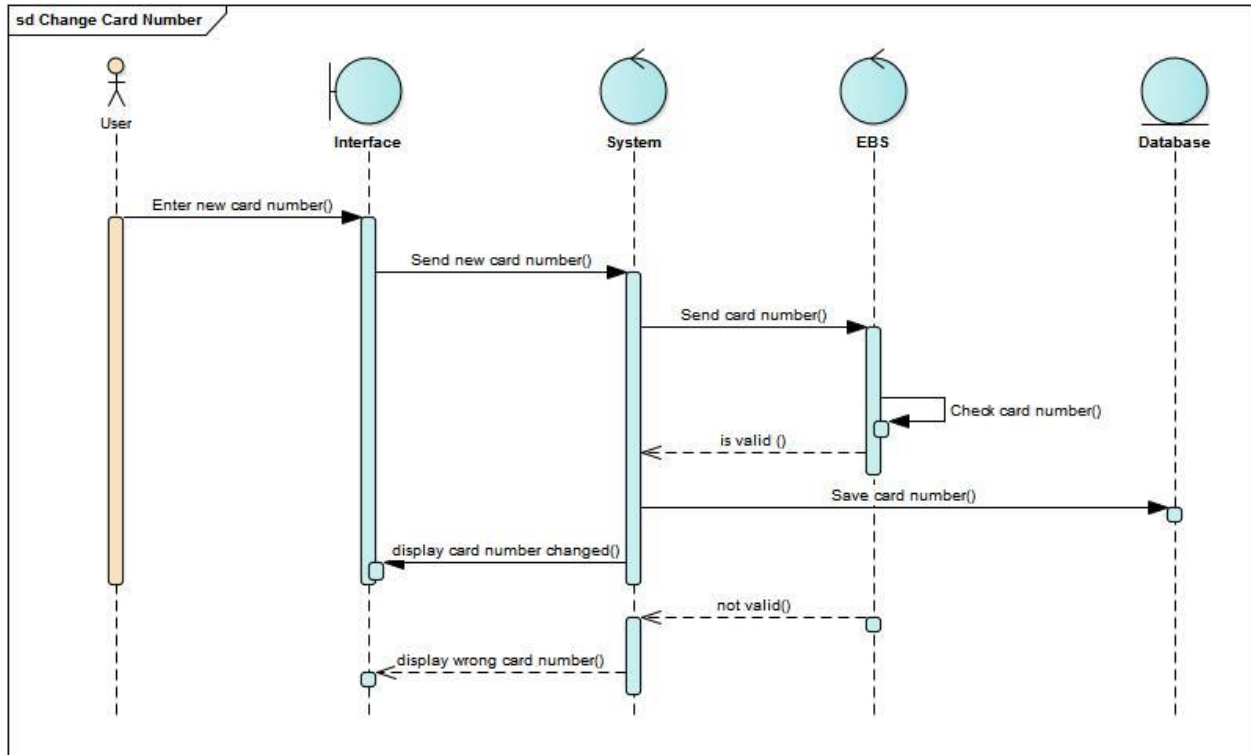 sd Change Card Number
User
Interface
System
EBS
Database
Enter new card number()
Send new card number()
Send card number()
Check card number()
is valid ()
Save card number()
display card number changed()
not valid()
display wrong card number()